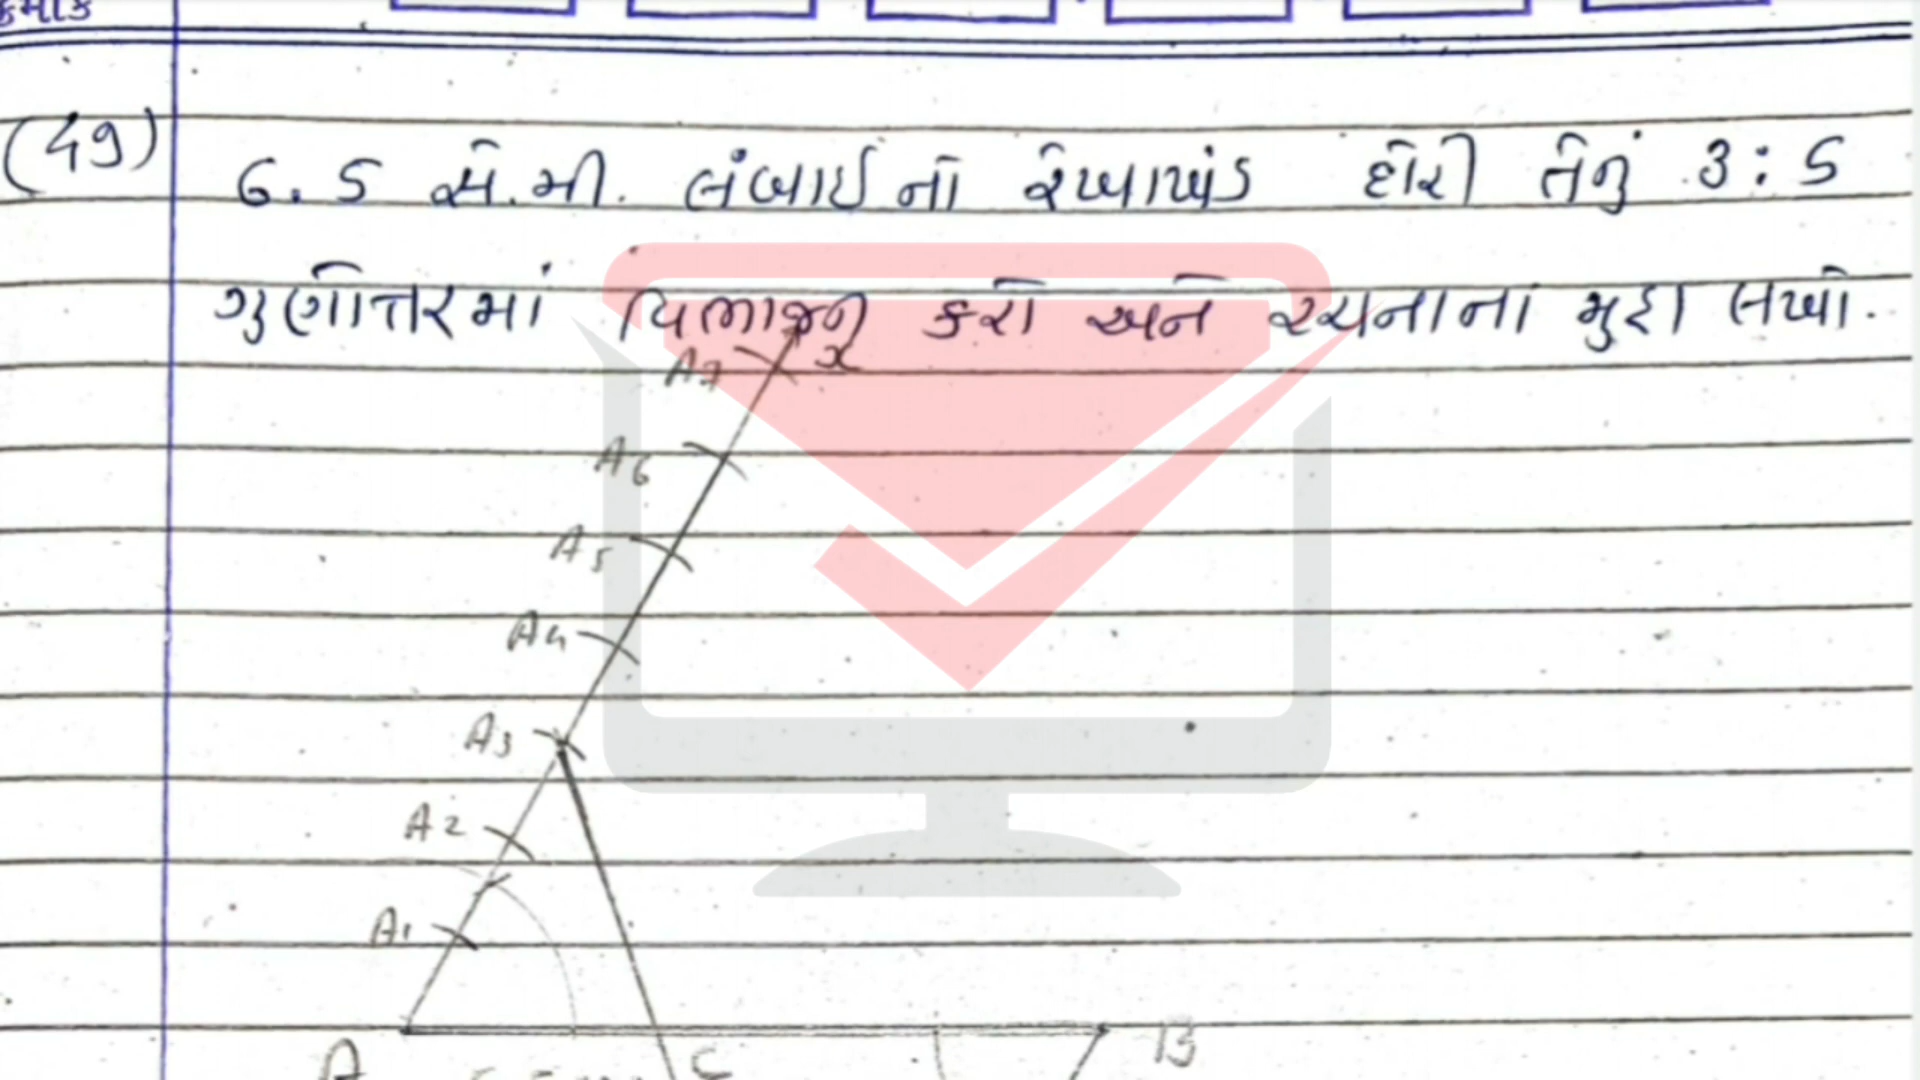 ક્રમાંક
(49) 6.5 સે.મી. લંબાઈનો રેખાખંડ દોરી તેનું 3:5
ગુણોત્તરમાં વિભાજન કરો અને રચનાનાં મુદ્દા લખો.
A7 x
A6
A5
A4
A3
A2
A1
A C B